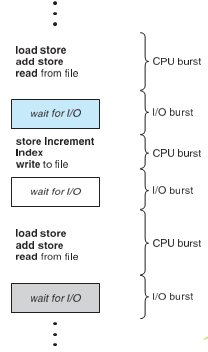 load store
add store
read from file
CPU burst
wait for I/O
I/O burst
store Increment
Index
write to file
CPU burst
wait for I/O
I/O burst
load store
add store
read from file
CPU burst
wait for I/O
I/O burst